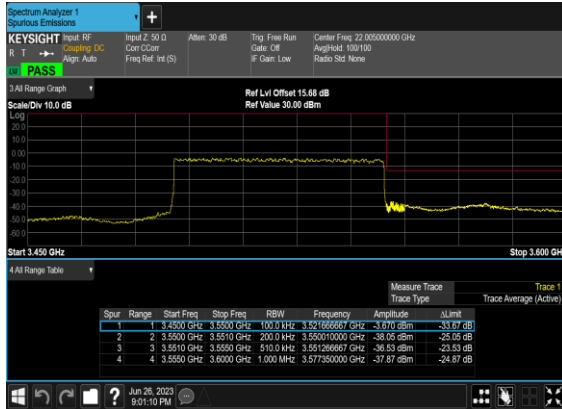 Spectrum Analyzer 1
Spurious Emissions
KEYSIGHT Input: RF Input Z: 50 Ω Atten: 30 dB Trig: Free Run Center Freq: 22.005000000 GHz
R T Coupling: DC Corr CCorr Gate: Off Avg|Hold: 100/100
Align: Auto Freq Ref: Int (S) IF Gain: Low Radio Std: None
PASS
3 All Range Graph
Ref Lvl Offset 15.68 dB
Scale/Div 10.0 dB Ref Value 30.00 dBm
Log
20.0
10.0
0.00
-10.0
-20.0
-30.0
-40.0
-50.0
-60.0
Start 3.450 GHz Stop 3.600 GH
4 All Range Table
Measure Trace Trace 1
Trace Type Trace Average (Active)
Spur Range Start Freq Stop Freq RBW Frequency Amplitude ΔLimit
1 1 3.4500 GHz 3.5500 GHz 100.0 kHz 3.521666667 GHz -3.670 dBm -33.67 dB
2 2 3.5500 GHz 3.5510 GHz 200.0 kHz 3.550010000 GHz -38.05 dBm -25.05 dB
3 3 3.5510 GHz 3.5550 GHz 510.0 kHz 3.551266667 GHz -36.53 dBm -23.53 dB
4 4 3.5550 GHz 3.6000 GHz 1.000 MHz 3.577350000 GHz -37.87 dBm -24.87 dB
? Jun 26, 2023
9:01:10 PM